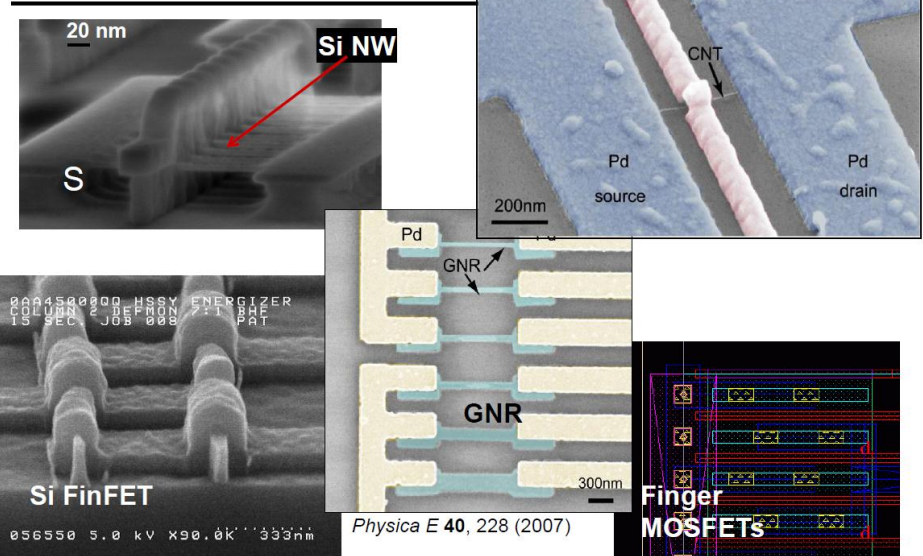 20 nm
Si NW
S
CNT
Pd
source
Pd
drain
200nm
Pd
GNR
GNR
300nm
Physica E 40, 228 (2007)
0AA45000QQ HSSY ENERGIZER
COLUMN 2 DEFMON 7:1 BHF
15 SEC. JOB 008 PAT
Si FinFET
056550 5.0 kV X90.0K 333nm
Finger
MOSFETs